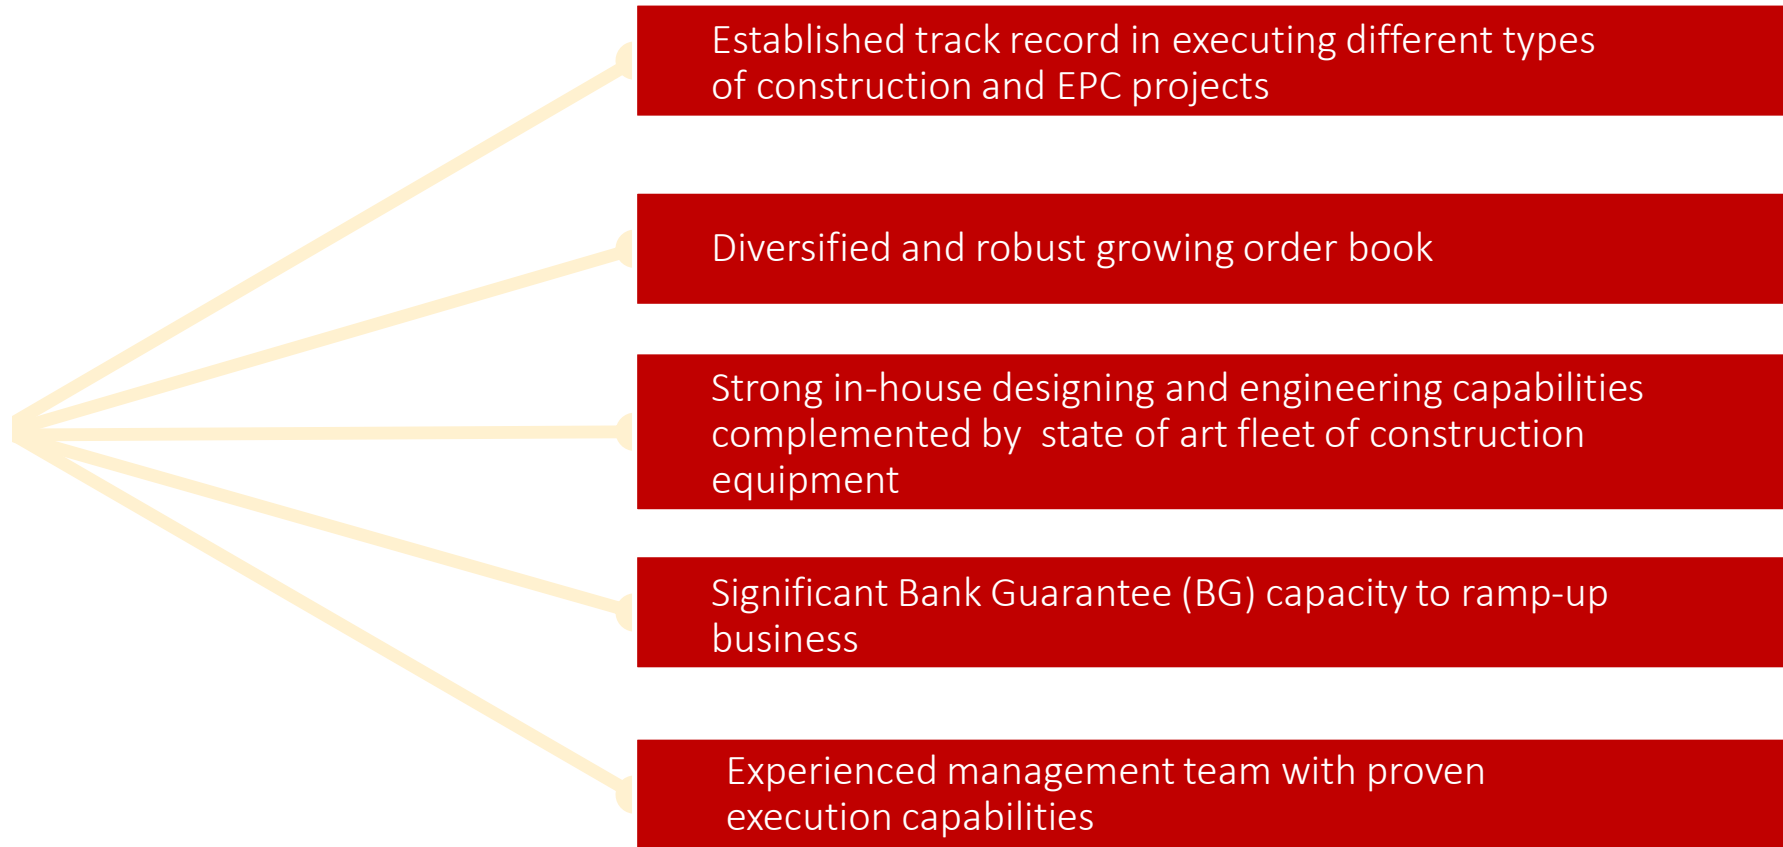 Established track record in executing different types
of construction and EPC projects
Diversified and robust growing order book
Strong in-house designing and engineering capabilities
complemented by  state of art fleet of construction
equipment
Significant Bank Guarantee (BG) capacity to ramp-up
business
Experienced management team with proven
execution capabilities